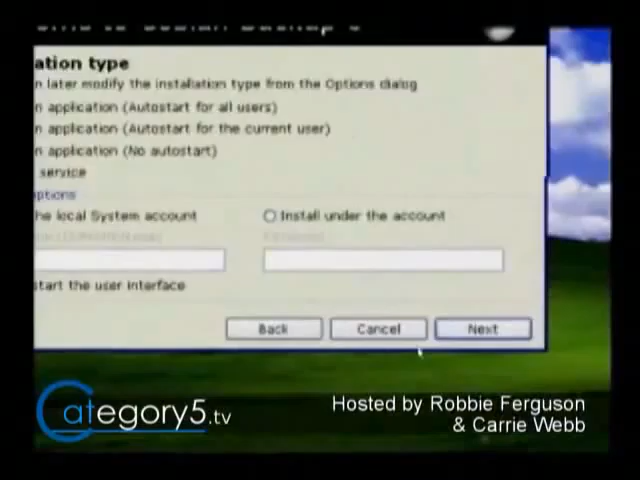 ation type
n later modify the installation type from the Options dialog
n application (Autostart for all users)
n application (Autostart for the current user)
n application (No autostart)
service
ptions
he local System account
Install under the account
start the user interface
Back
Cancel
Next
Category5.tv
Hosted by Robbie Ferguson
& Carrie Webb